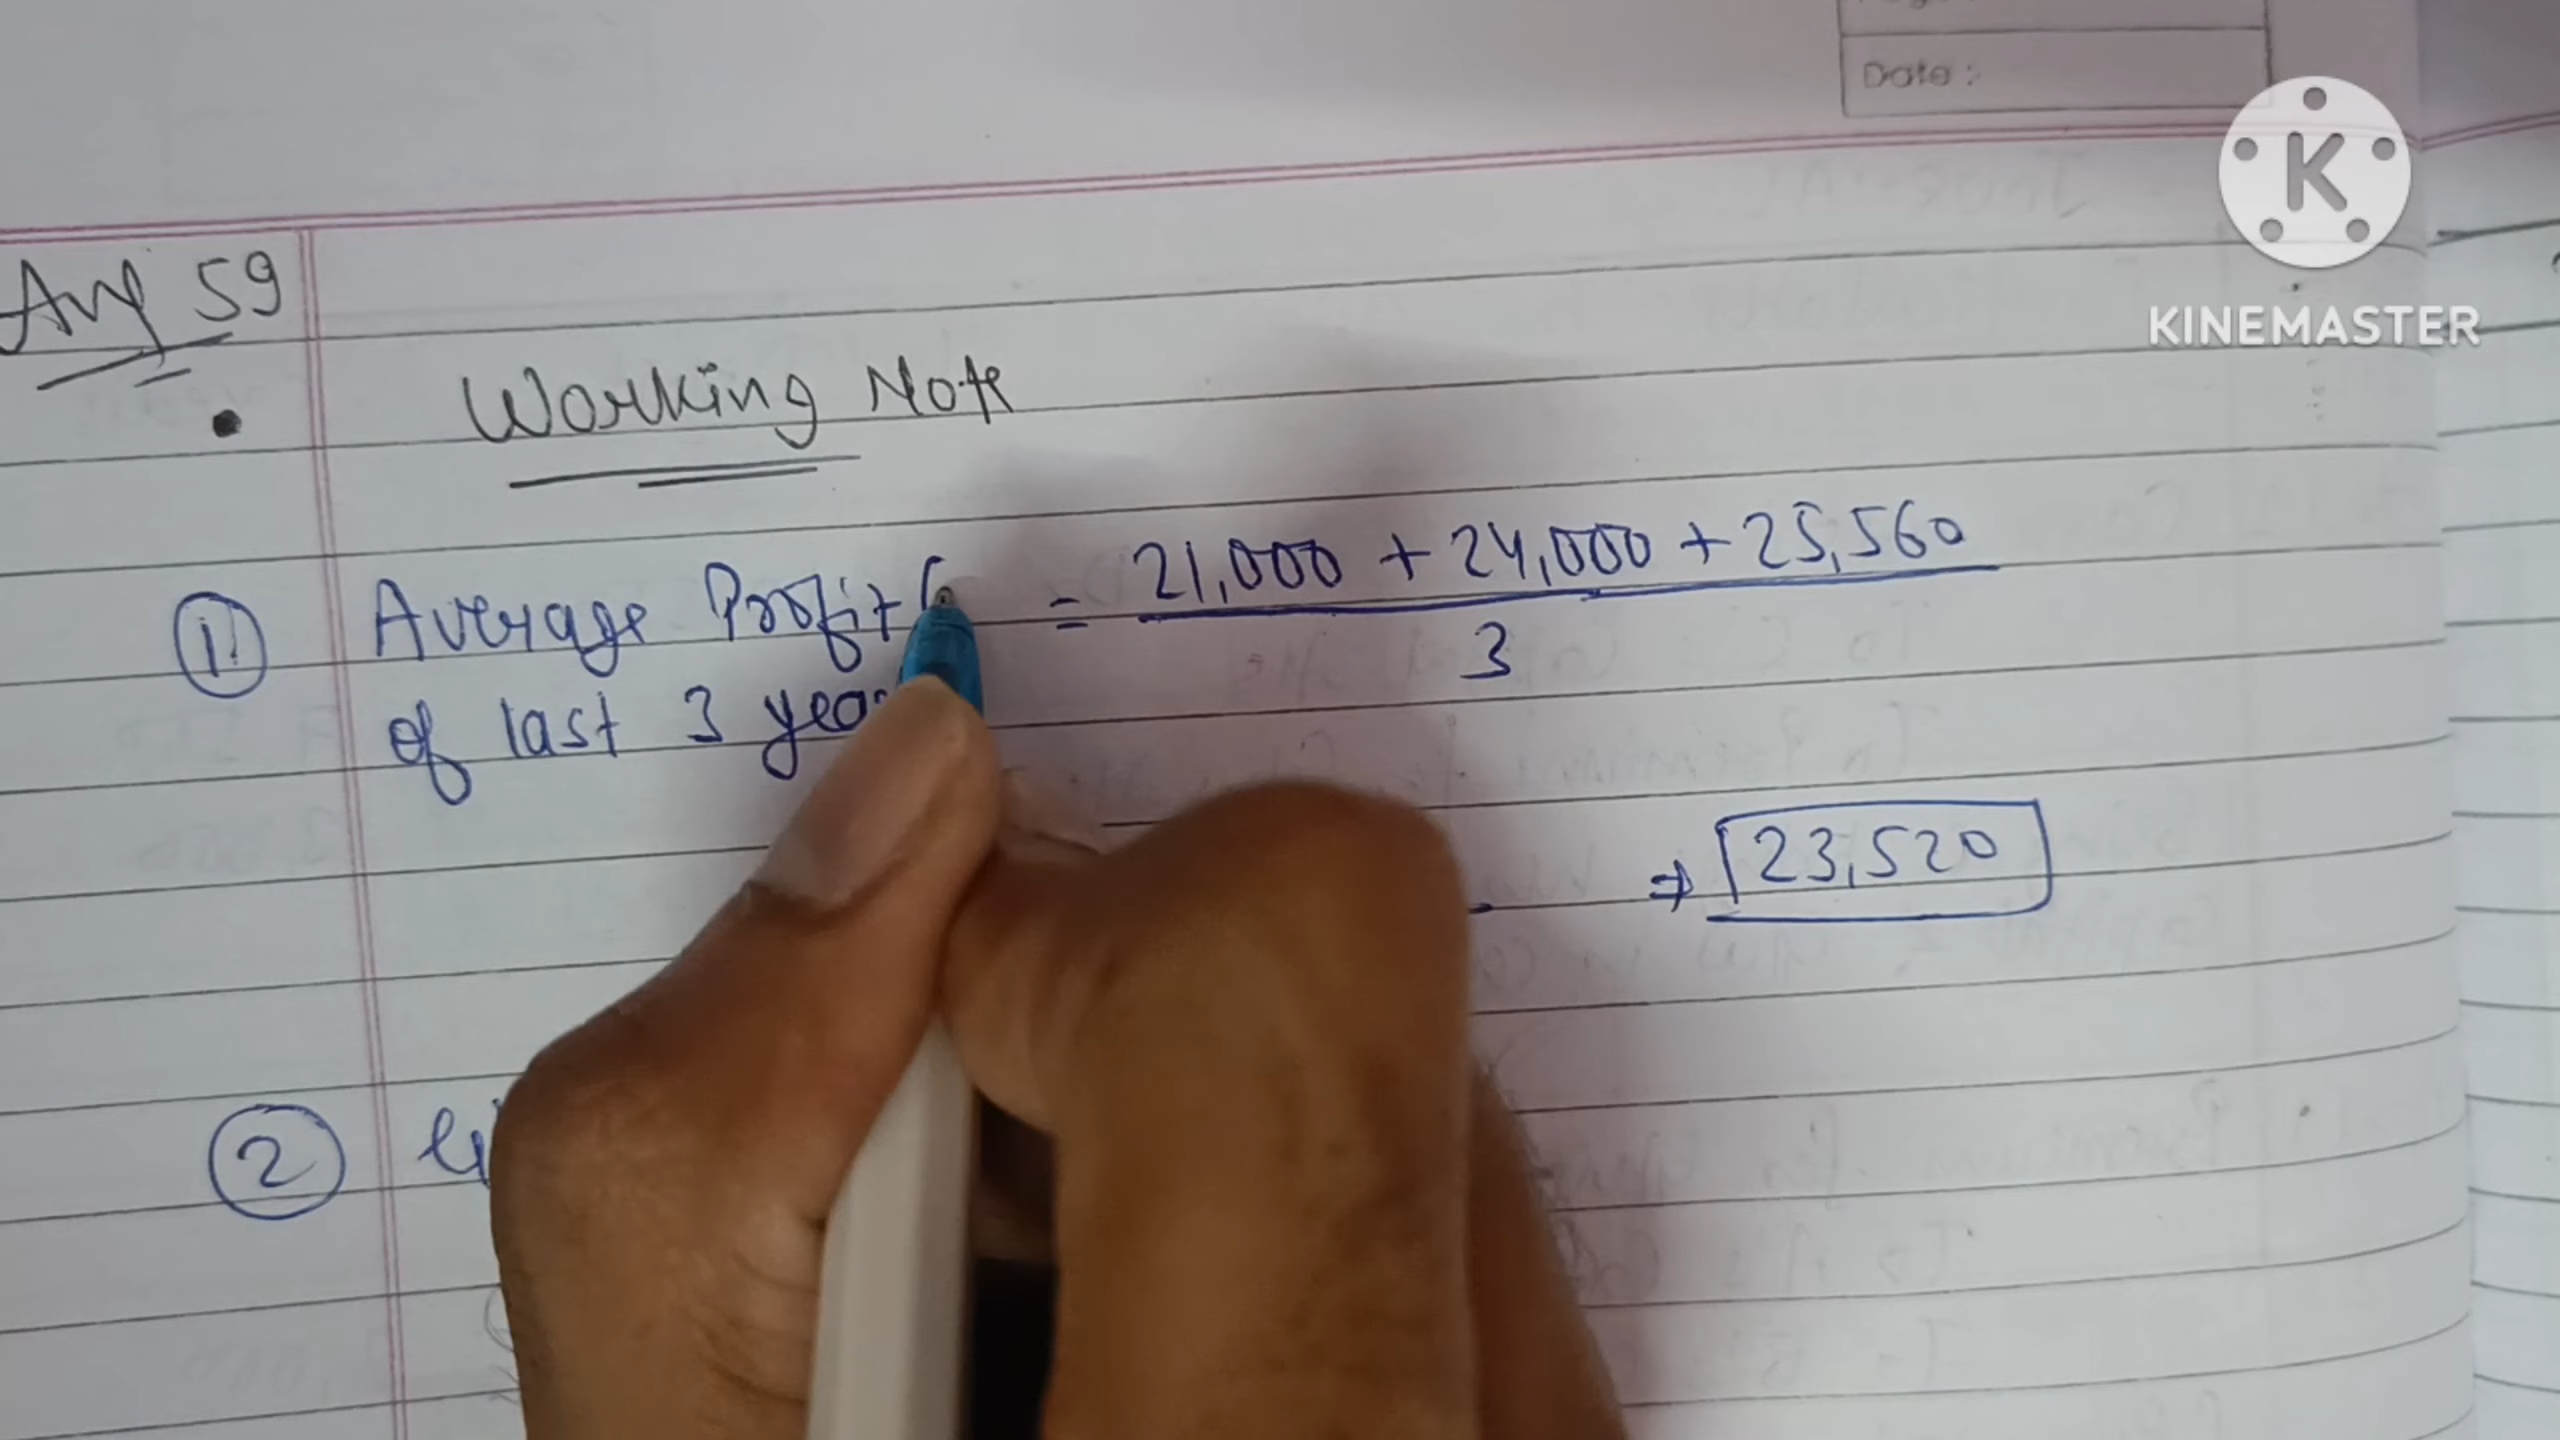 Date :
KINEMASTER
Ans 59
Working Note
① Average Profit = 21,000 + 24,000 + 25,560
3
of last 3
⇒ 23,520
②